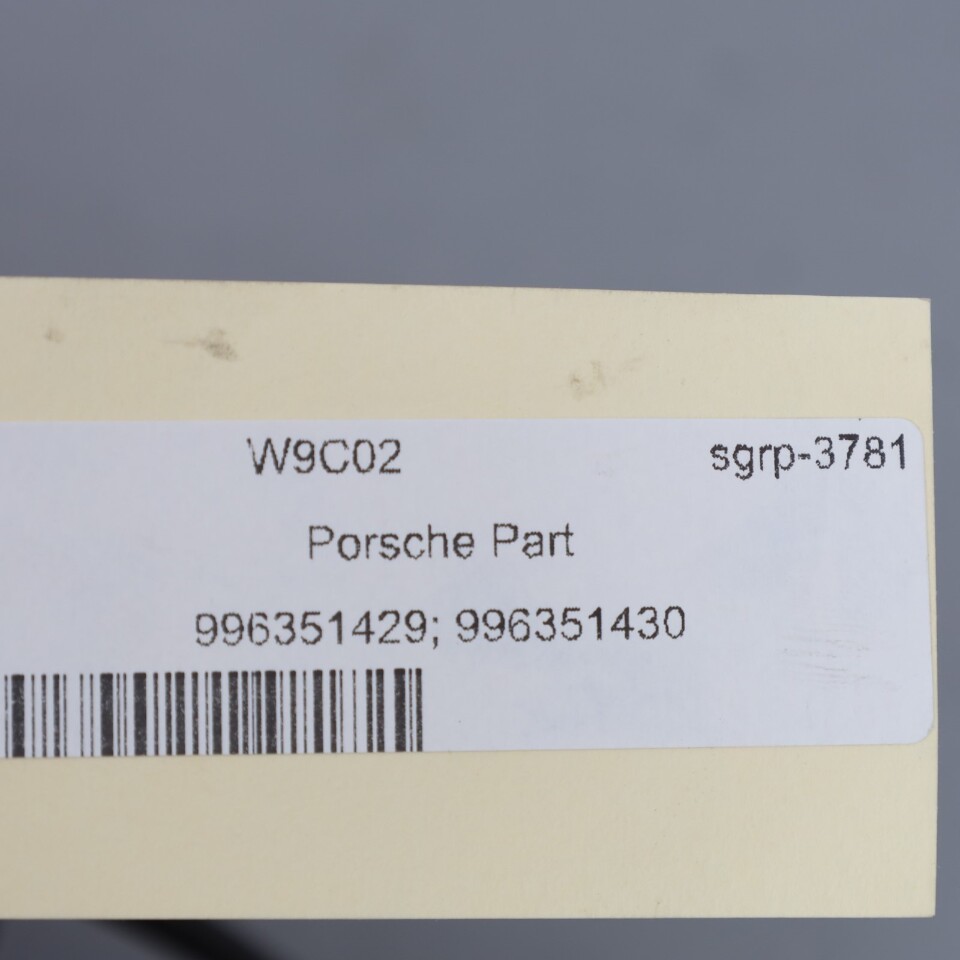 W9C02 sgrp-3781
Porsche Part
996351429; 996351430